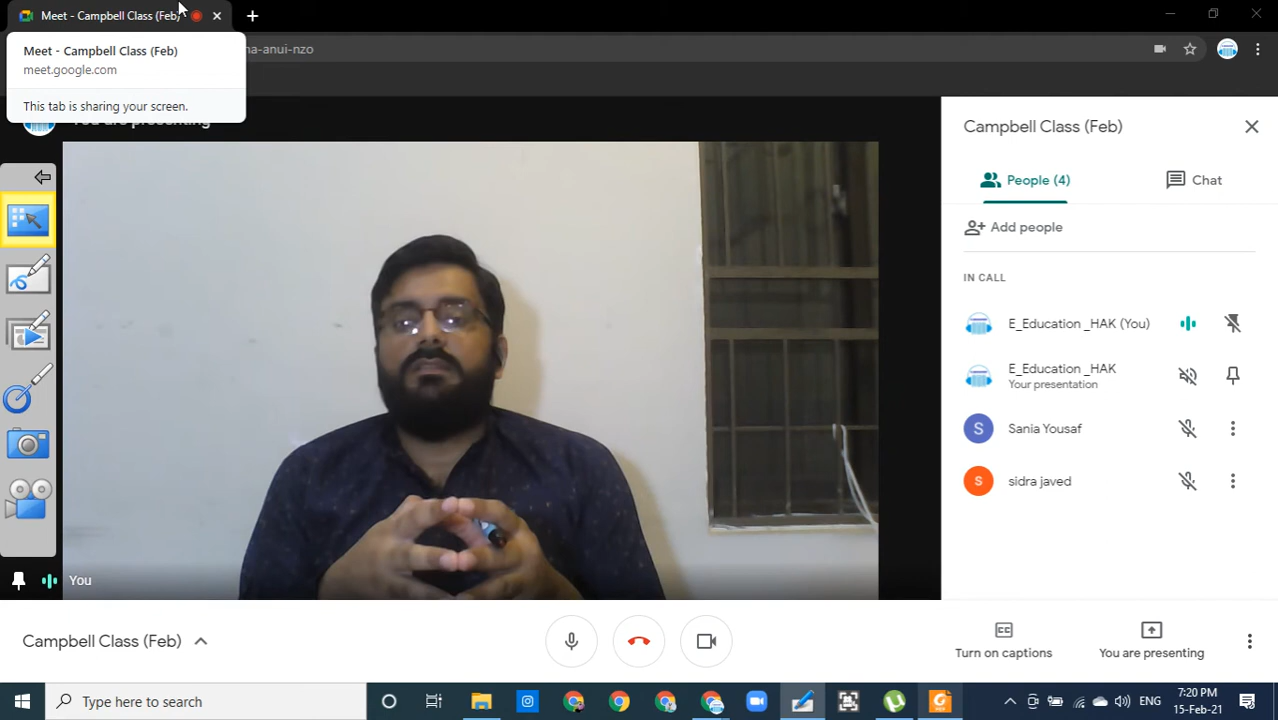 Meet - Campbell Class (Feb)
na-anui-nzo
Meet - Campbell Class (Feb)
meet.google.com
This tab is sharing your screen.
You are presenting
Campbell Class (Feb)
People (4)
Chat
Add people
IN CALL
E_Education _HAK (You)
E_Education _HAK
Your presentation
S
Sania Yousaf
s
sidra javed
You
Campbell Class (Feb)
Turn on captions
You are presenting
Type here to search
ENG
7:20 PM
15-Feb-21